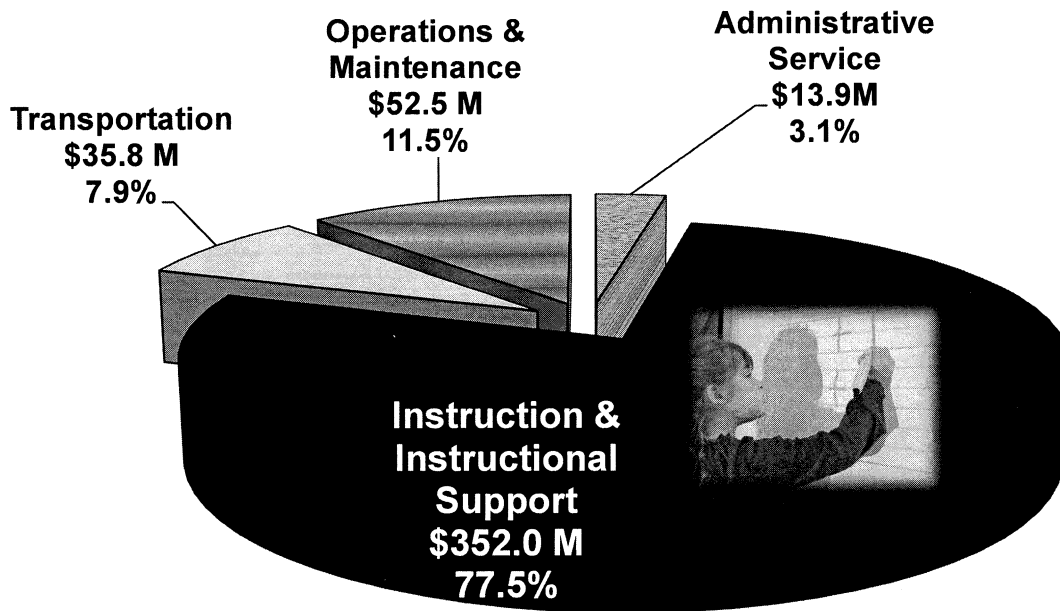 Operations &
Maintenance
$52.5 M
11.5%
Administrative
Service
$13.9M
3.1%
Transportation
$35.8 M
7.9%
Instruction &
Instructional
Support
$352.0 M
77.5%